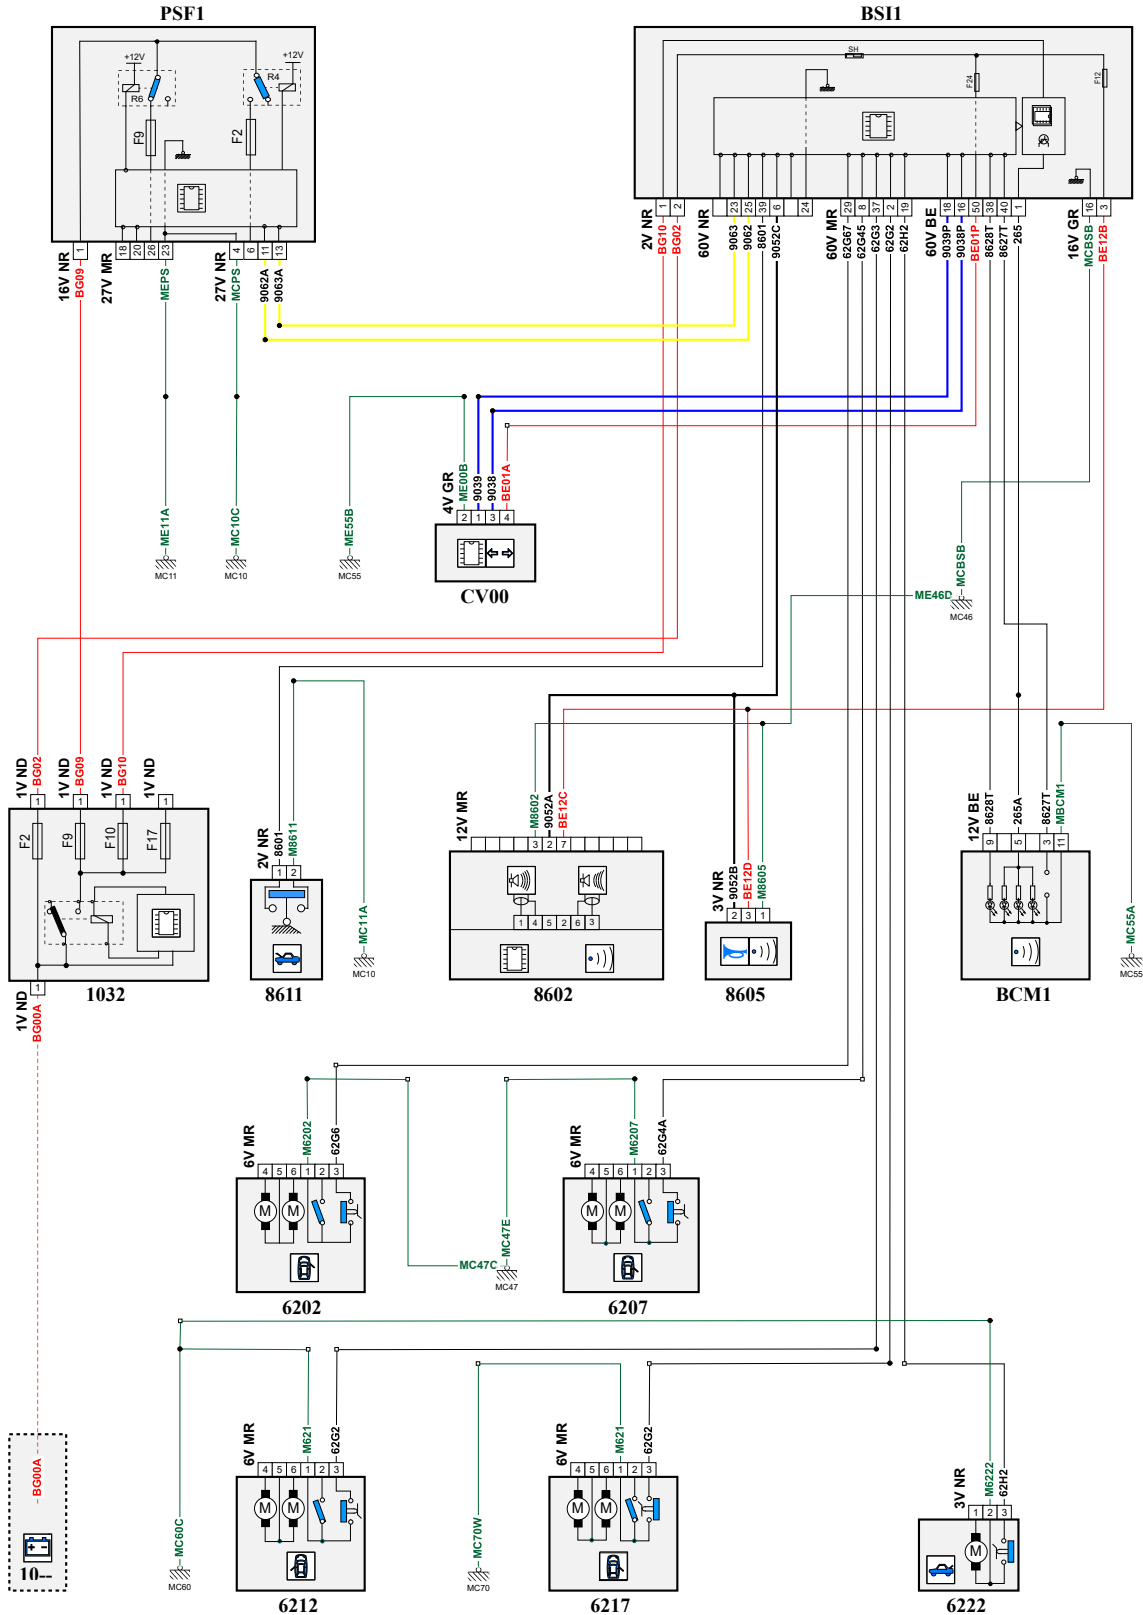 PSF1
BSI1
+12V
+12V
R6
R4
F9
F2
SH
F24
F12
1
18
20
26
23
4
6
11
13
16V NR
BG09
27V MR
MEPS
27V NR
MCPS
9062A
9063A
1
2
23
25
39
6
24
29
8
37
2
19
18
16
50
38
40
1
16
3
2V NR
BG10
BG02
60V NR
9063
9062
8601
9052C
60V MR
62G67
62G45
62G3
62G2
62H2
60V BE
9039P
9038P
BE01P
8628T
8627T
265
16V GR
MCBSB
BE12B
ME11A
MC11
MC10C
MC10
ME55B
MC55
4V GR
ME00B
9039
9038
BE01A
2
1
3
4
CV00
MCBSB
ME46D
MC46
1V ND
BG02
1V ND
BG09
1V ND
BG10
1V ND
1
1
1
1
F2
F9
F10
F17
1
1032
1V ND
BG00A
2V NR
8601
M8611
1
2
8611
MC11A
MC10
12V MR
M8602
9052A
BE12C
3
2
7
1
4
5
2
6
3
8602
3V NR
9052B
BE12D
M8605
2
3
1
8605
12V BE
8628T
265A
8627T
MBCM1
9
5
3
11
BCM1
MC55A
MC55
6V MR
M6202
62G6
4
5
6
1
2
3
M
M
6202
MC47C
MC47E
MC47
6V MR
M6207
62G4A
4
5
6
1
2
3
M
M
6207
BG00A
10--
MC60C
MC60
6V MR
M621
62G2
4
5
6
1
2
3
M
M
6212
MC70W
MC70
6V MR
M621
62G2
4
5
6
1
2
3
M
M
6217
3V NR
M6222
62H2
1
2
3
M
6222